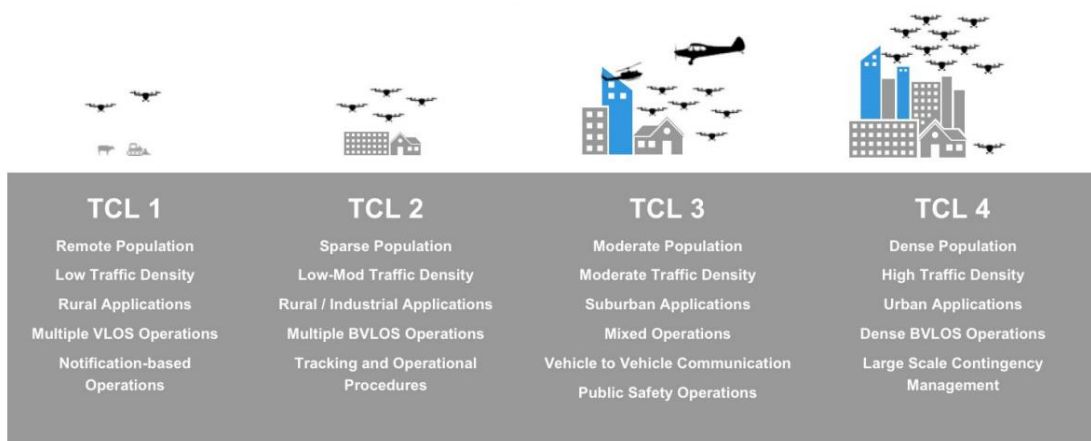 TCL 1
Remote Population
Low Traffic Density
Rural Applications
Multiple VLOS Operations
Notification-based
Operations
TCL 2
Sparse Population
Low-Mod Traffic Density
Rural / Industrial Applications
Multiple BVLOS Operations
Tracking and Operational
Procedures
TCL 3
Moderate Population
Moderate Traffic Density
Suburban Applications
Mixed Operations
Vehicle to Vehicle Communication
Public Safety Operations
TCL 4
Dense Population
High Traffic Density
Urban Applications
Dense BVLOS Operations
Large Scale Contingency
Management